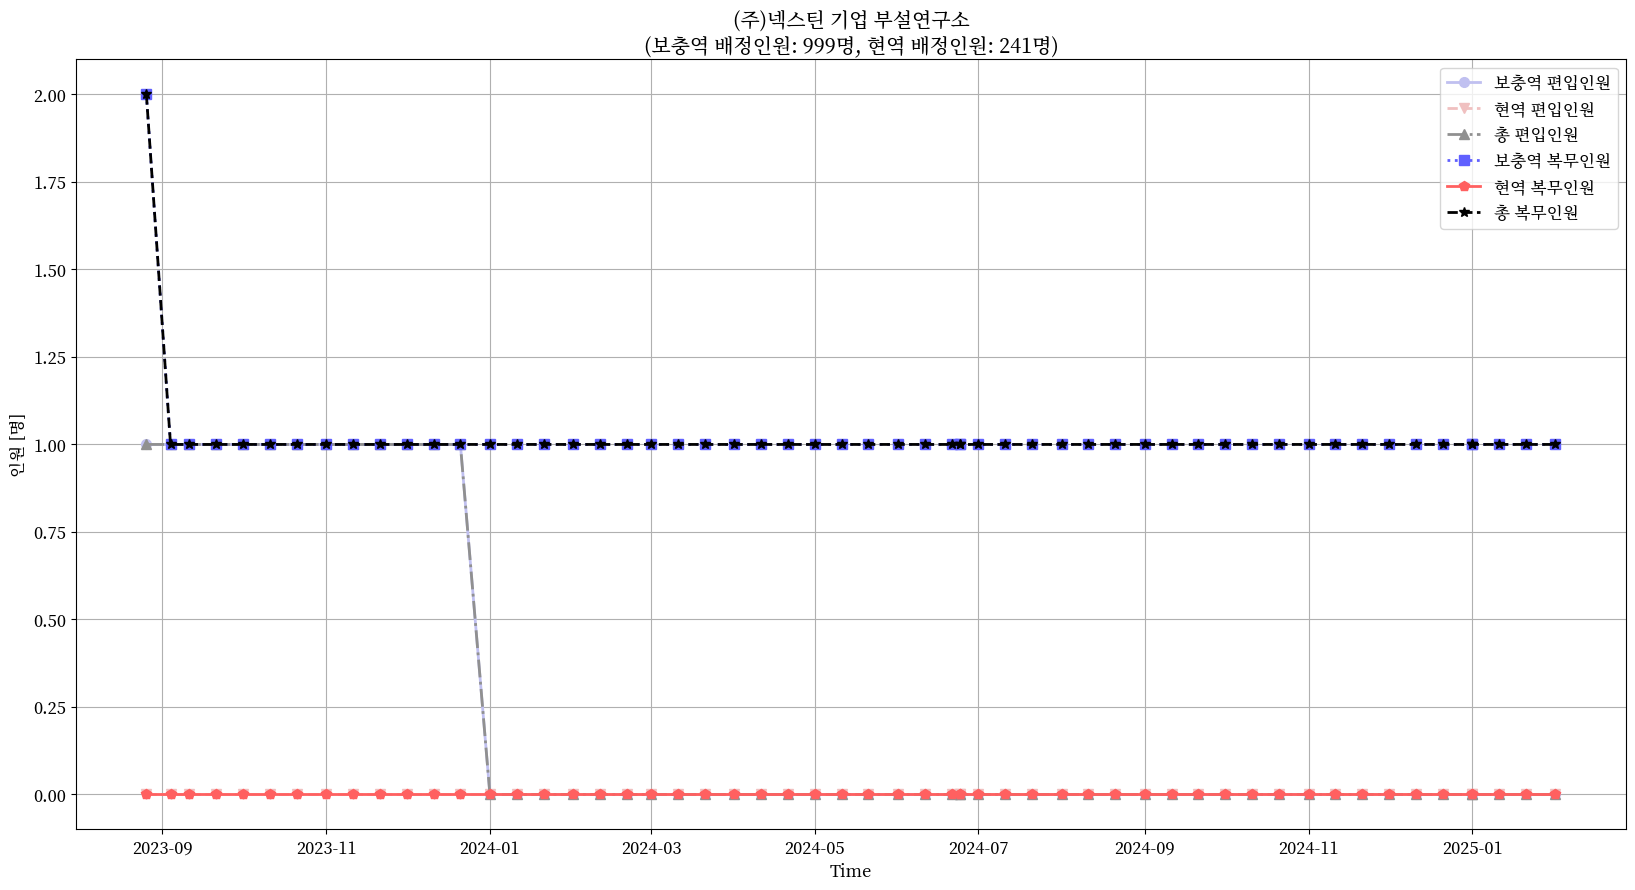 (주)넥스틴 기업 부설연구소
(보충역 배정인원: 999명, 현역 배정인원: 241명)
보충역 편입인원
현역 편입인원
총 편입인원
보충역 복무인원
현역 복무인원
총 복무인원
2.00
1.75
1.50
1.25
1.00
0.75
0.50
0.25
0.00
인원 [명]
2023-09 2023-11 2024-01 2024-03 2024-05 2024-07 2024-09 2024-11 2025-01
Time